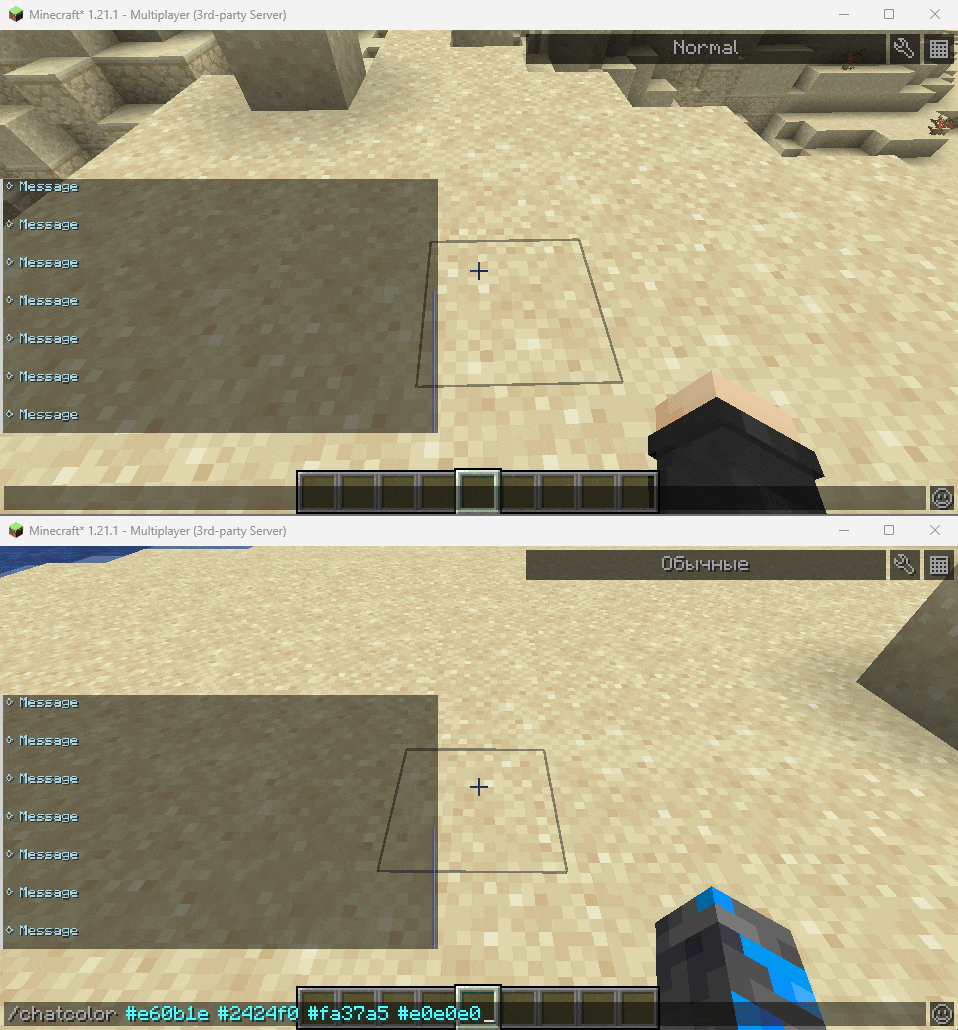 Minecraft* 1.21.1 - Multiplayer (3rd-party Server)
Normal
◇ Message
◇ Message
◇ Message
◇ Message
◇ Message
◇ Message
◇ Message
Minecraft* 1.21.1 - Multiplayer (3rd-party Server)
Обычные
◇ Message
◇ Message
◇ Message
◇ Message
◇ Message
◇ Message
◇ Message
/chatcolor #e60b1e #2424f0 #fa37a5 #e0e0e0_